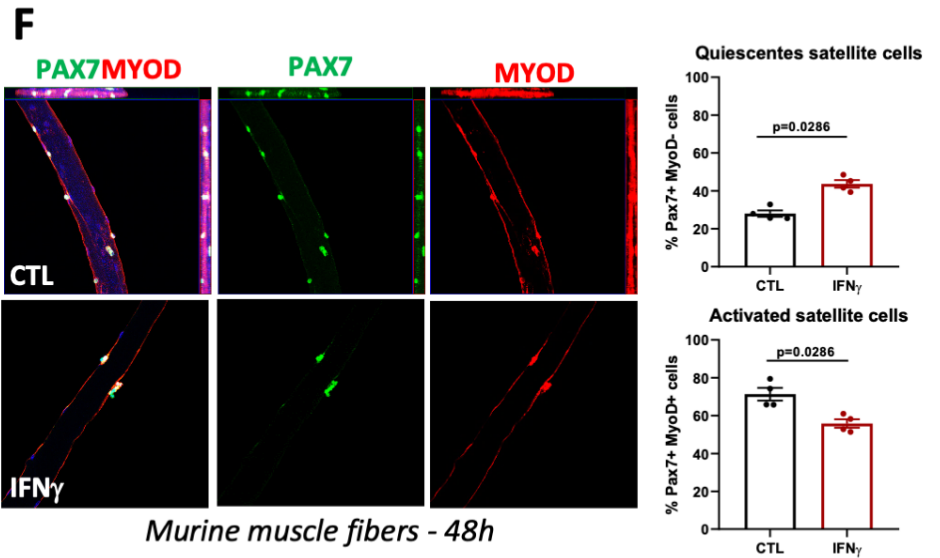 F
PAX7MYOD
PAX7
MYOD
CTL
IFNγ
Murine muscle fibers - 48h
Quiescentes satellite cells
% Pax7+ MyoD- cells
100
80
60
40
20
0
p=0.0286
CTL
IFNγ
Activated satellite cells
% Pax7+ MyoD+ cells
100
80
60
40
20
0
p=0.0286
CTL
IFNγ